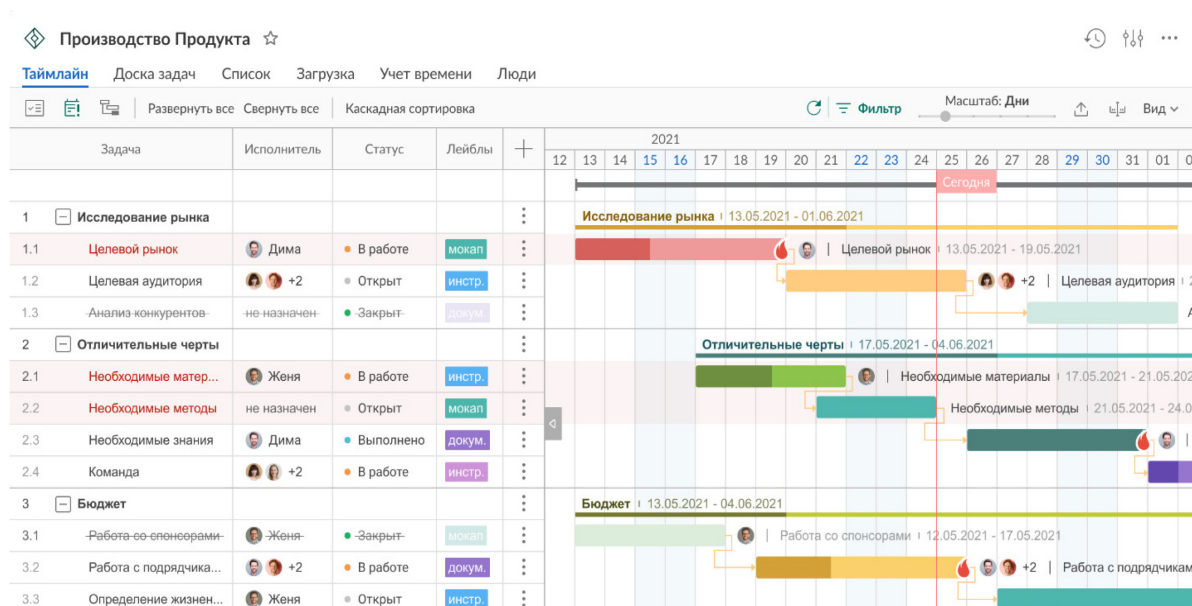 Производство Продукта
Таймлайн Доска задач Список Загрузка Учет времени Люди
Развернуть все Свернуть все Каскадная сортировка Фильтр Масштаб: Дни Вид
Задача Исполнитель Статус Лейблы 2021
12 13 14 15 16 17 18 19 20 21 22 23 24 25 26 27 28 29 30 31 01 0
Сегодня
1 Исследование рынка Исследование рынка 13.05.2021 - 01.06.2021
1.1 Целевой рынок Дима В работе мокап Целевой рынок 13.05.2021 - 19.05.2021
1.2 Целевая аудитория +2 Открыт инстр. +2 Целевая аудитория 2
1.3 Анализ конкурентов не назначен Закрыт докум. А
2 Отличительные черты Отличительные черты 17.05.2021 - 04.06.2021
2.1 Необходимые матер... Женя В работе инстр. Необходимые материалы 17.05.2021 - 21.05.202
2.2 Необходимые методы не назначен Открыт мокап Необходимые методы 21.05.2021 - 24.0
2.3 Необходимые знания Дима Выполнено докум.
2.4 Команда +2 В работе инстр.
3 Бюджет Бюджет 13.05.2021 - 04.06.2021
3.1 Работа со спонсорами Женя Закрыт мокап Работа со спонсорами 12.05.2021 - 17.05.2021
3.2 Работа с подрядчика... +2 В работе докум. +2 Работа с подрядчикам
3.3 Определение жизнен... Женя Открыт инстр.